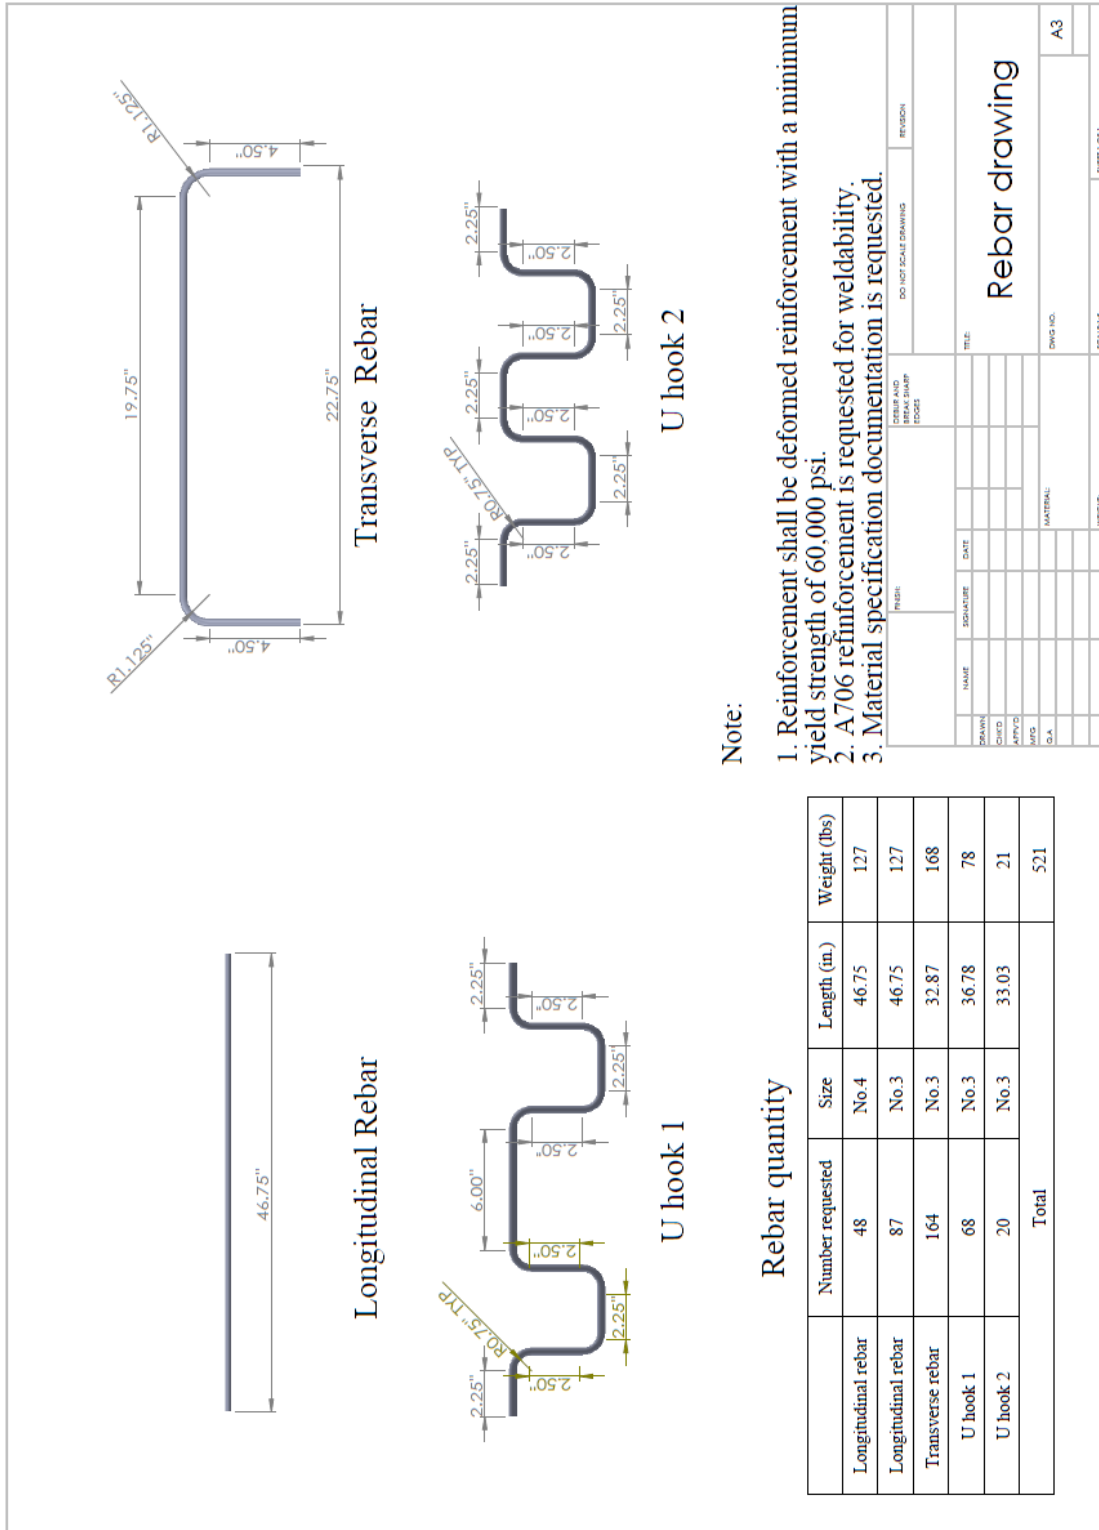 46.75"
Longitudinal Rebar
R1.125"
19.75"
R1.125"
4.50"
4.50"
22.75"
Transverse Rebar
2.25"
R0.75" TYP
6.00"
2.25"
2.50"
2.50"
2.50"
2.50"
2.25"
2.25"
U hook 1
2.25"
R0.75" TYP
2.25"
2.25"
2.50"
2.50"
2.50"
2.50"
2.25"
2.25"
U hook 2
Rebar quantity
Number requested Size Length (in.) Weight (lbs)
Longitudinal rebar 48 No.4 46.75 127
Longitudinal rebar 87 No.3 46.75 127
Transverse rebar 164 No.3 32.87 168
U hook 1 68 No.3 36.78 78
U hook 2 20 No.3 33.03 21
Total 521
Note:
1. Reinforcement shall be deformed reinforcement with a minimum
yield strength of 60,000 psi.
2. A706 refinforcement is requested for weldability.
3. Material specification documentation is requested.
FINISH:
DEBUR AND
BREAK SHARP
EDGES
DO NOT SCALE DRAWING
REVISION
NAME SIGNATURE DATE
TITLE:
DRAWN
CHK'D
APPV'D
MFG
Q.A
Rebar drawing
MATERIAL:
DWG NO.
A3